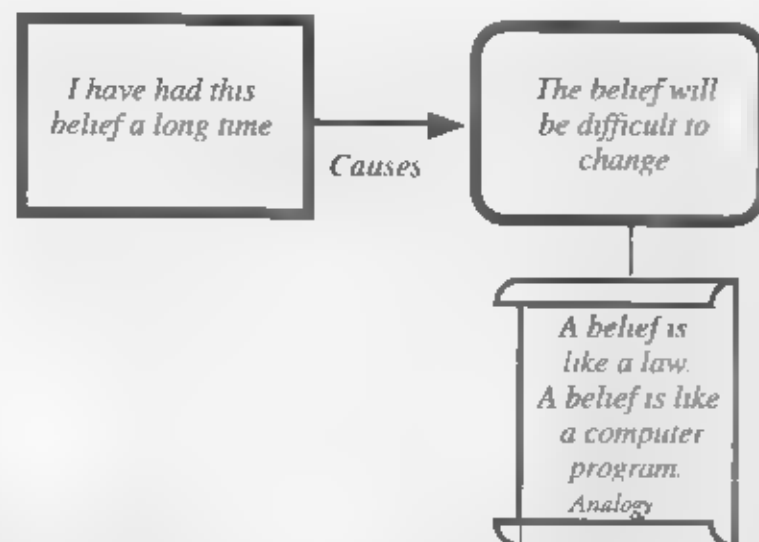 I have had this
belief a long time
Causes
The belief will
be difficult to
change
A belief is
like a law.
A belief is like
a computer
program.
Analogy